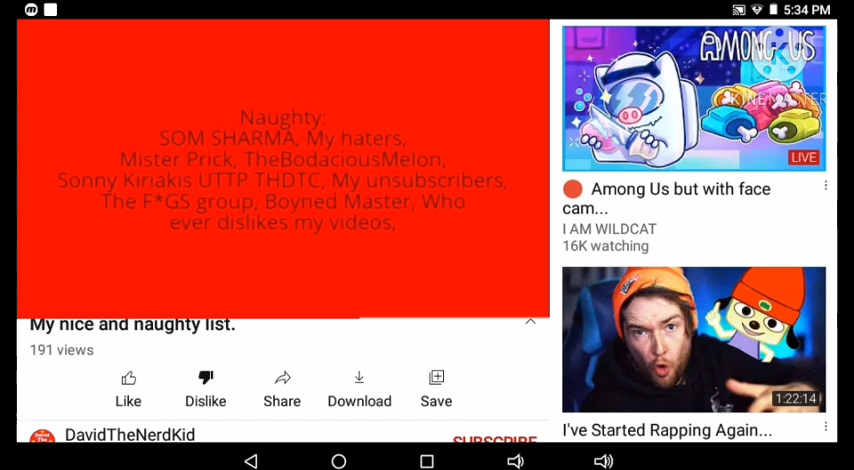 5:34 PM
Naughty:
SOM SHARMA, My haters,
Mister Prick, TheBodaciousMelon,
Sonny Kiriakis UTTP THDTC, My unsubscribers,
The F*GS group, Boyned Master, Who
ever dislikes my videos,
My nice and naughty list.
191 views
Like
Dislike
Share
Download
Save
DavidTheNerdKid
SUBSCRIBE
AMONG US
KINEMASTER
LIVE
Among Us but with face
cam...
I AM WILDCAT
16K watching
1:22:14
I've Started Rapping Again...